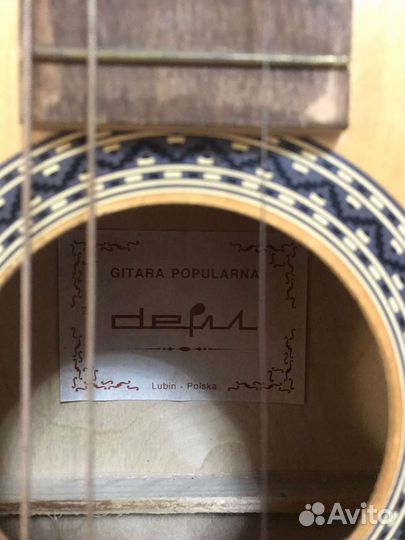 GITARA POPULARNA
defil
Lubin - Polska
Avito